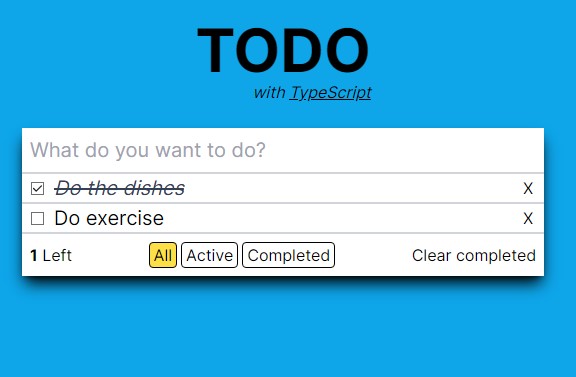 TODO
with TypeScript
What do you want to do?
Do the dishes X
Do exercise X
1 Left All Active Completed Clear completed